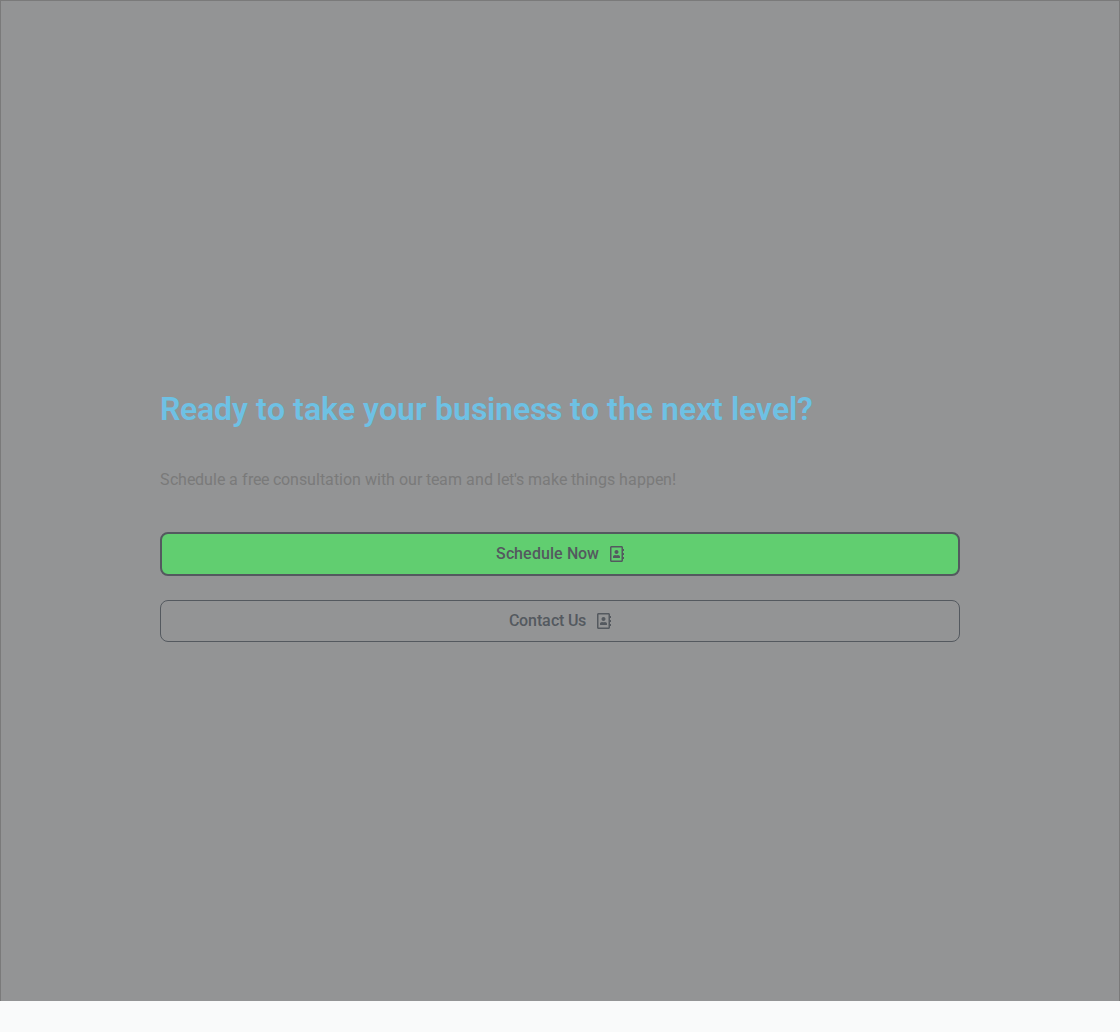 Ready to take your business to the next level?
Schedule a free consultation with our team and let's make things happen!
Schedule Now
Contact Us